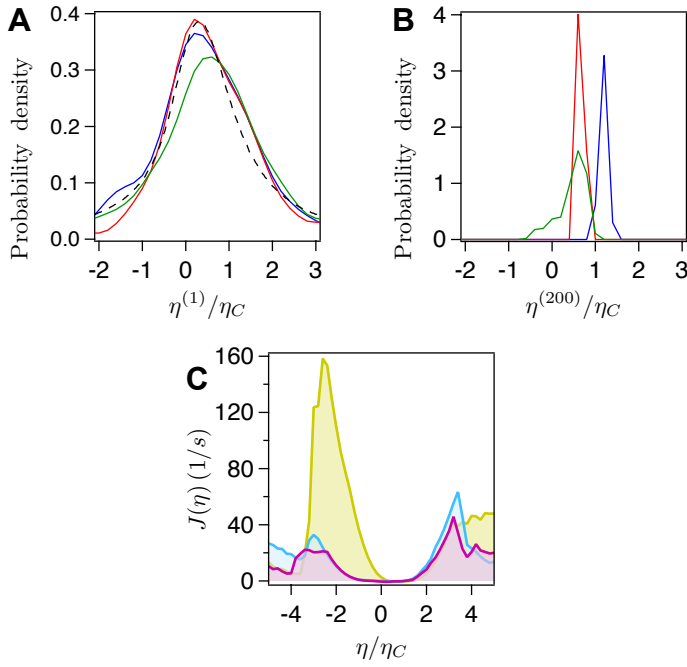 A
Probability density
0.4
0.3
0.2
0.1
0.0
-2 -1 0 1 2 3
η^{(1)}/η_C
B
Probability density
4
3
2
1
0
-2 -1 0 1 2 3
η^{(200)}/η_C
C
J(η) (1/s)
160
120
80
40
0
-4 -2 0 2 4
η/η_C